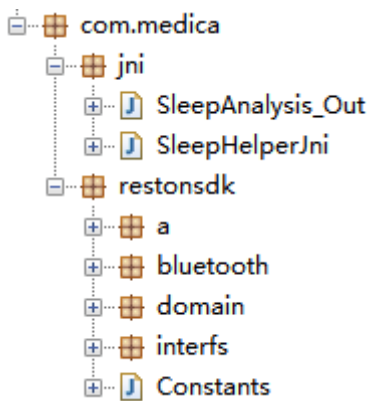 com.medica
jni
SleepAnalysis_Out
SleepHelperJni
restonsdk
a
bluetooth
domain
interfs
Constants